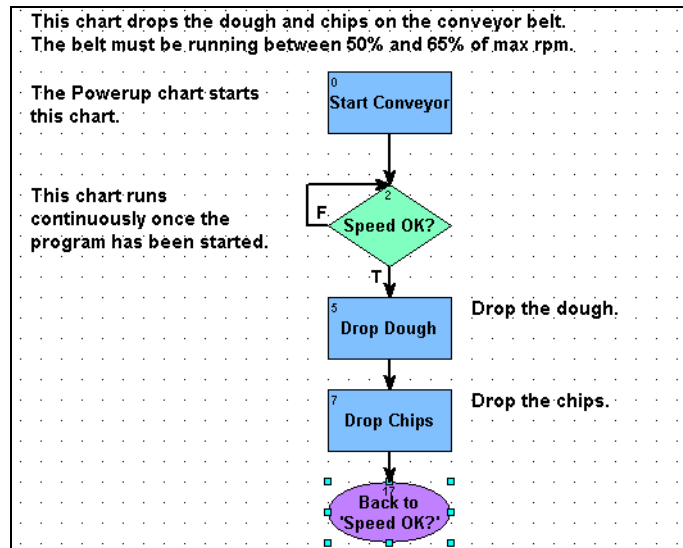 This chart drops the dough and chips on the conveyor belt.
The belt must be running between 50% and 65% of max rpm.
The Powerup chart starts
this chart.
0
Start Conveyor
This chart runs
continuously once the
program has been started.
2
F
Speed OK?
T
5
Drop Dough
Drop the dough.
7
Drop Chips
Drop the chips.
17
Back to
'Speed OK?'